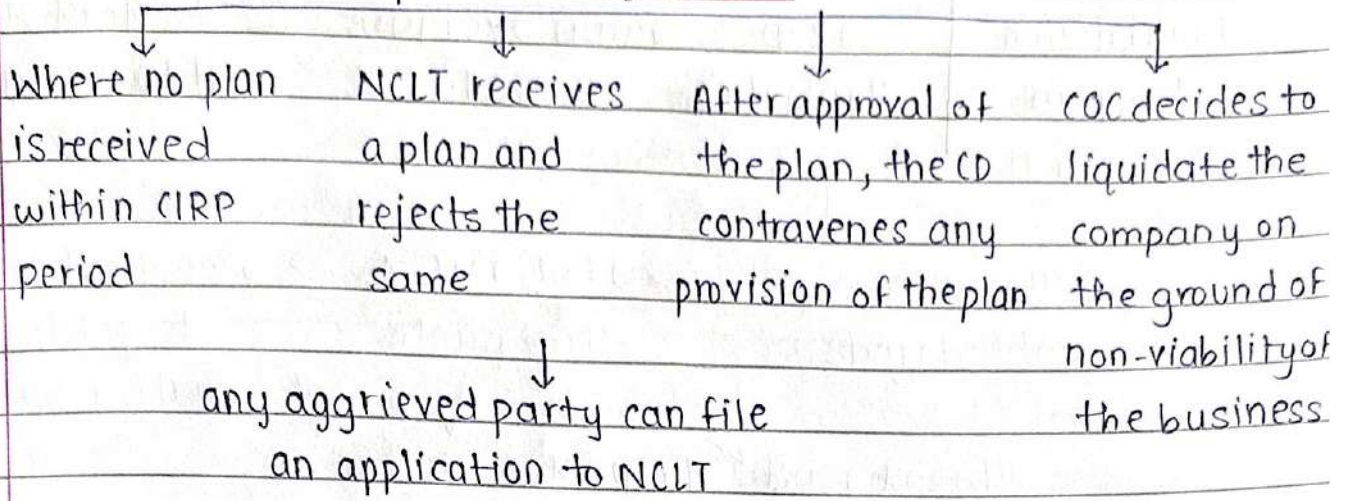 Where no plan
is received
within CIRP
period
NCLT receives
a plan and
rejects the
same
After approval of
the plan, the CD
contravenes any
provision of the plan
COC decides to
liquidate the
company on
the ground of
non-viability of
the business
any aggrieved party can file
an application to NCLT